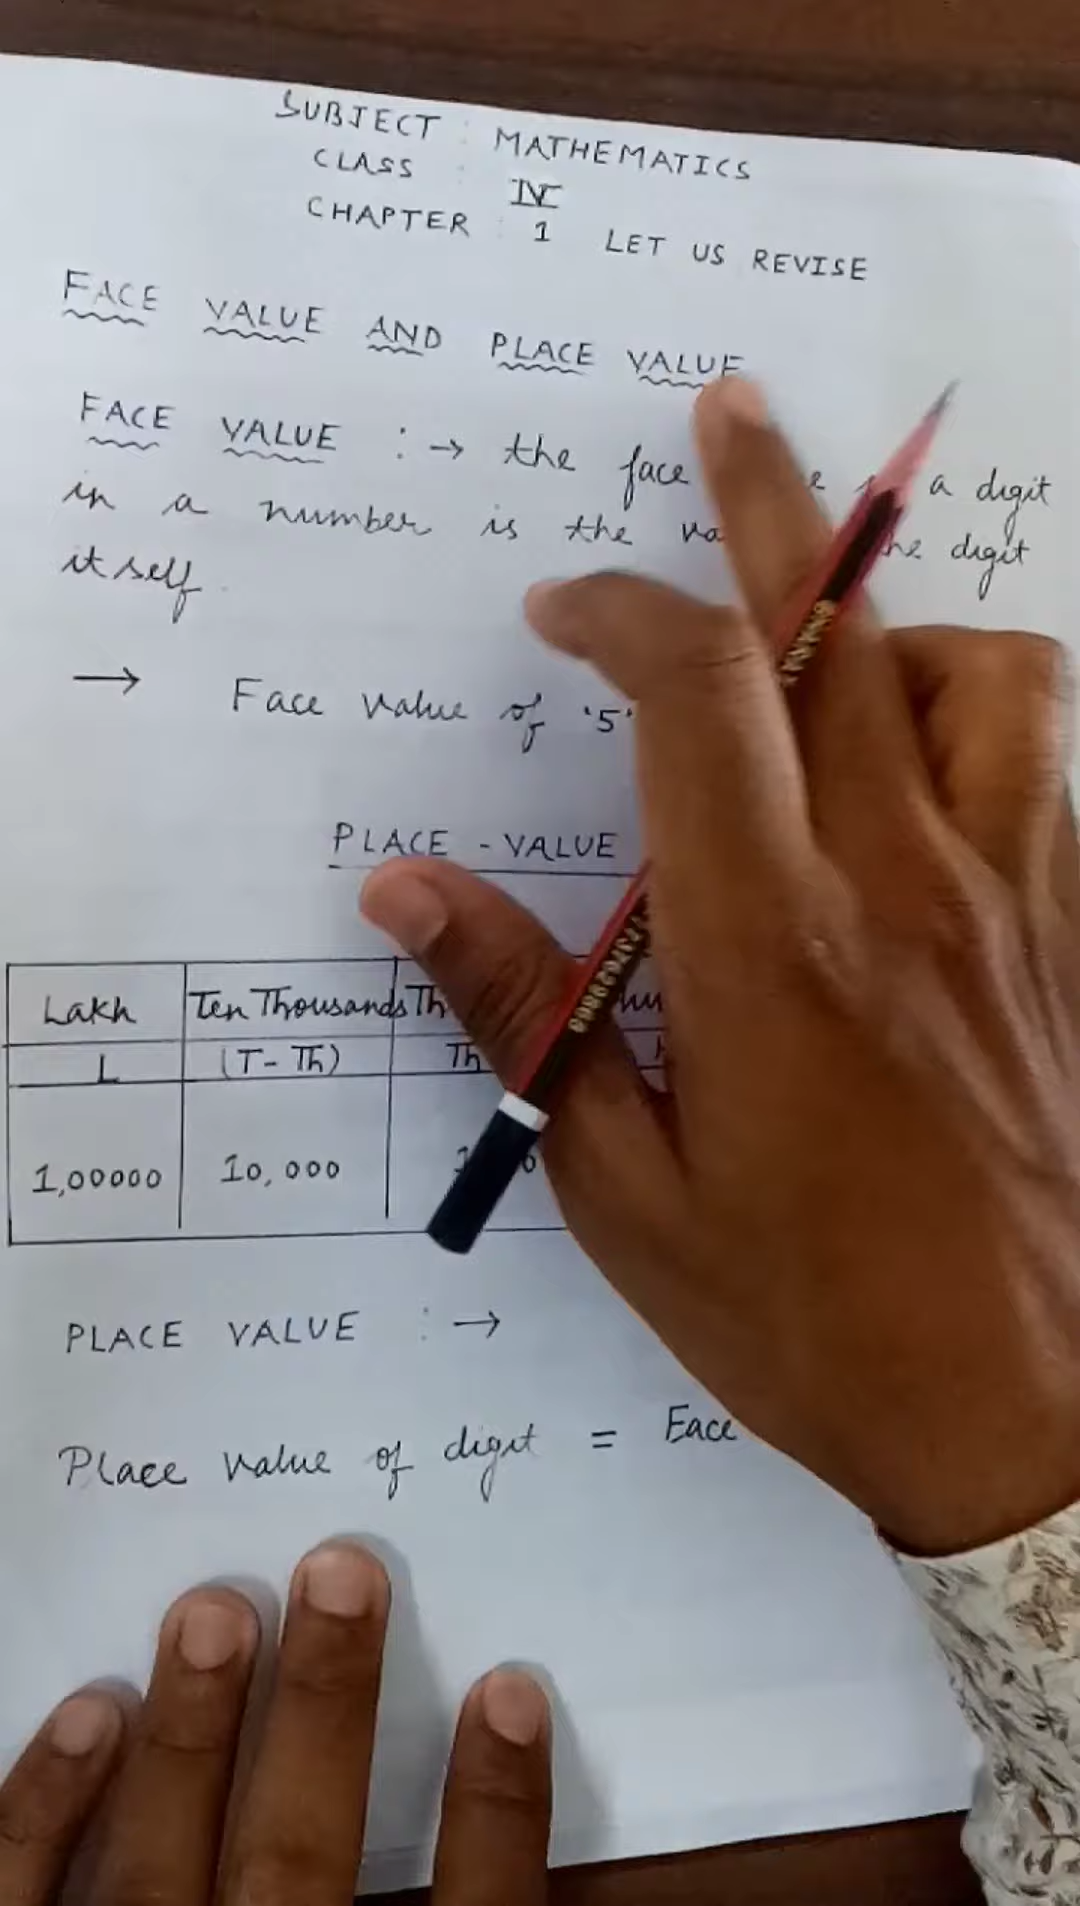 SUBJECT : MATHEMATICS
CLASS : IV
CHAPTER : 1 LET US REVISE
FACE VALUE AND PLACE VALUE
FACE VALUE :→ the face a digit
in a number is the digit
itself.
→ Face value of '5'
PLACE - VALUE
Lakh Ten Thousands Th
L (T-Th) Th
1,00000 10,000
PLACE VALUE :→
Place value of digit = Face